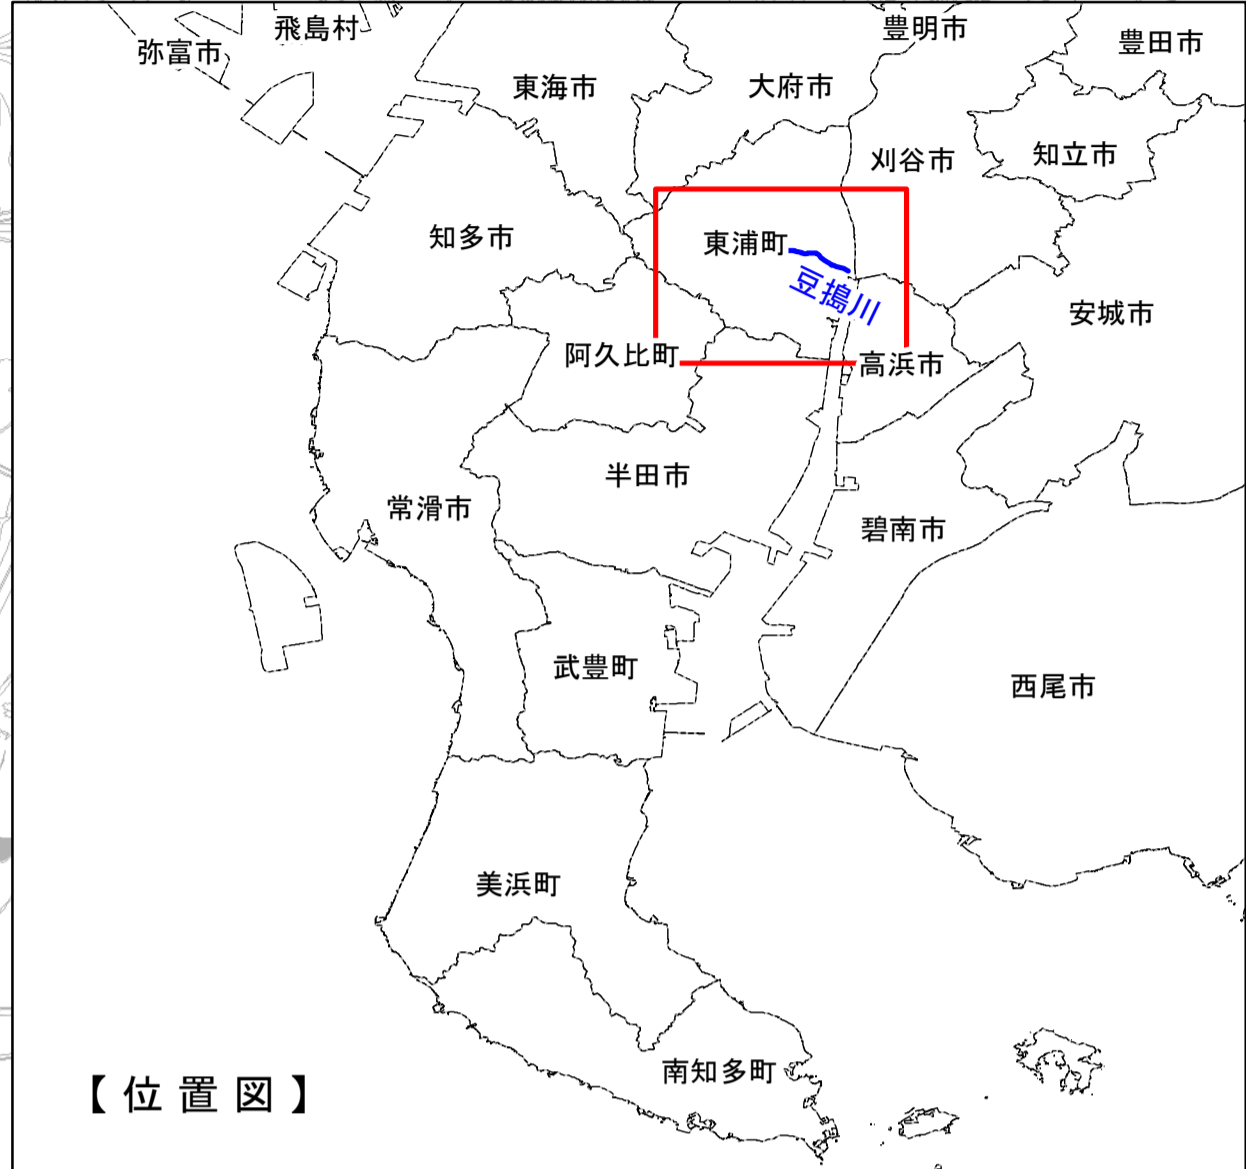 飛島村
豊明市
弥富市
豊田市
東海市
大府市
刈谷市
知立市
知多市
東浦町
豆搗川
安城市
阿久比町
高浜市
半田市
常滑市
碧南市
武豊町
西尾市
美浜町
南知多町
【位置図】